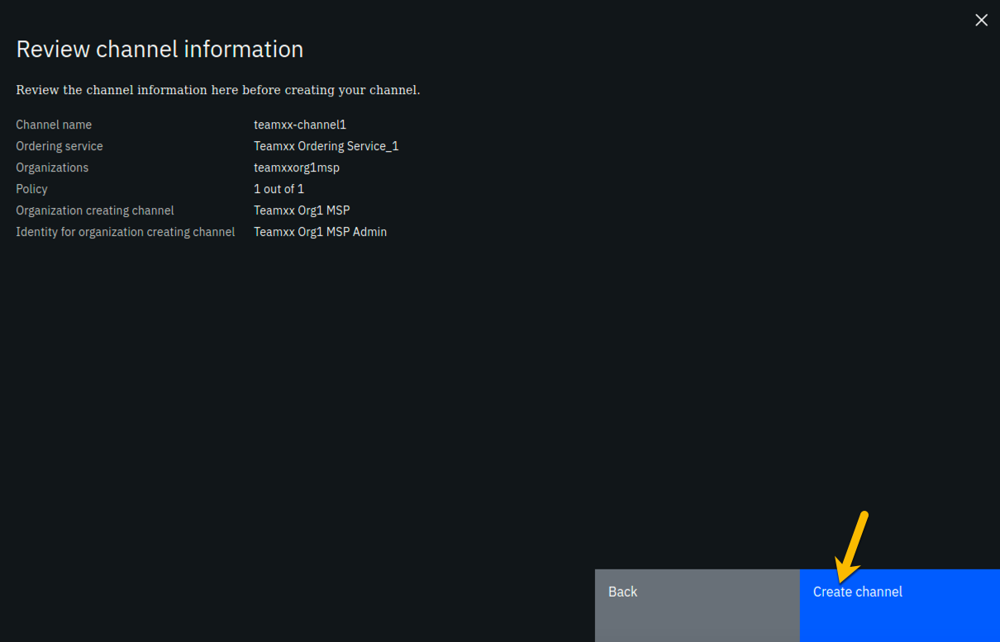 Review channel information
Review the channel information here before creating your channel.
Channel name teamxx-channel1
Ordering service Teamxx Ordering Service_1
Organizations teamxxorg1msp
Policy 1 out of 1
Organization creating channel Teamxx Org1 MSP
Identity for organization creating channel Teamxx Org1 MSP Admin
Back Create channel